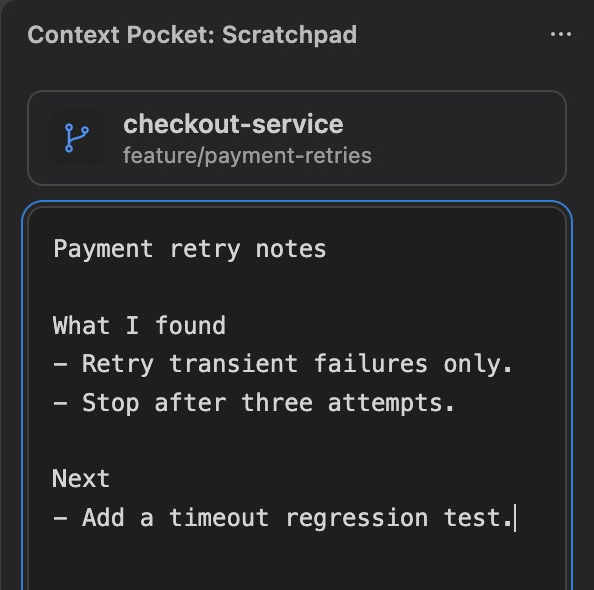 Context Pocket: Scratchpad
checkout-service
feature/payment-retries
Payment retry notes
What I found
– Retry transient failures only.
– Stop after three attempts.
Next
– Add a timeout regression test.